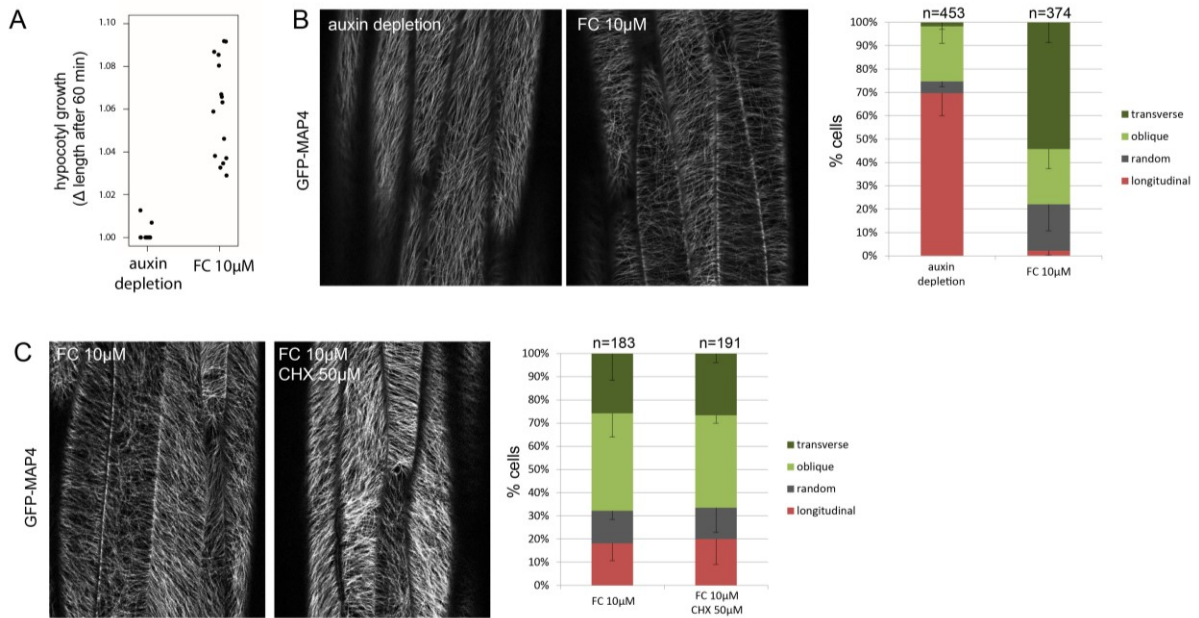 A
hypocotyl growth
(Δ length after 60 min)
1.10
1.08
1.06
1.04
1.02
1.00
auxin
depletion
FC 10µM
B
GFP-MAP4
auxin depletion
FC 10µM
n=453
n=374
% cells
100%
90%
80%
70%
60%
50%
40%
30%
20%
10%
0%
auxin
depletion
FC 10µM
transverse
oblique
random
longitudinal
C
GFP-MAP4
FC 10µM
FC 10µM
CHX 50µM
n=183
n=191
% cells
100%
90%
80%
70%
60%
50%
40%
30%
20%
10%
0%
FC 10µM
FC 10µM
CHX 50µM
transverse
oblique
random
longitudinal